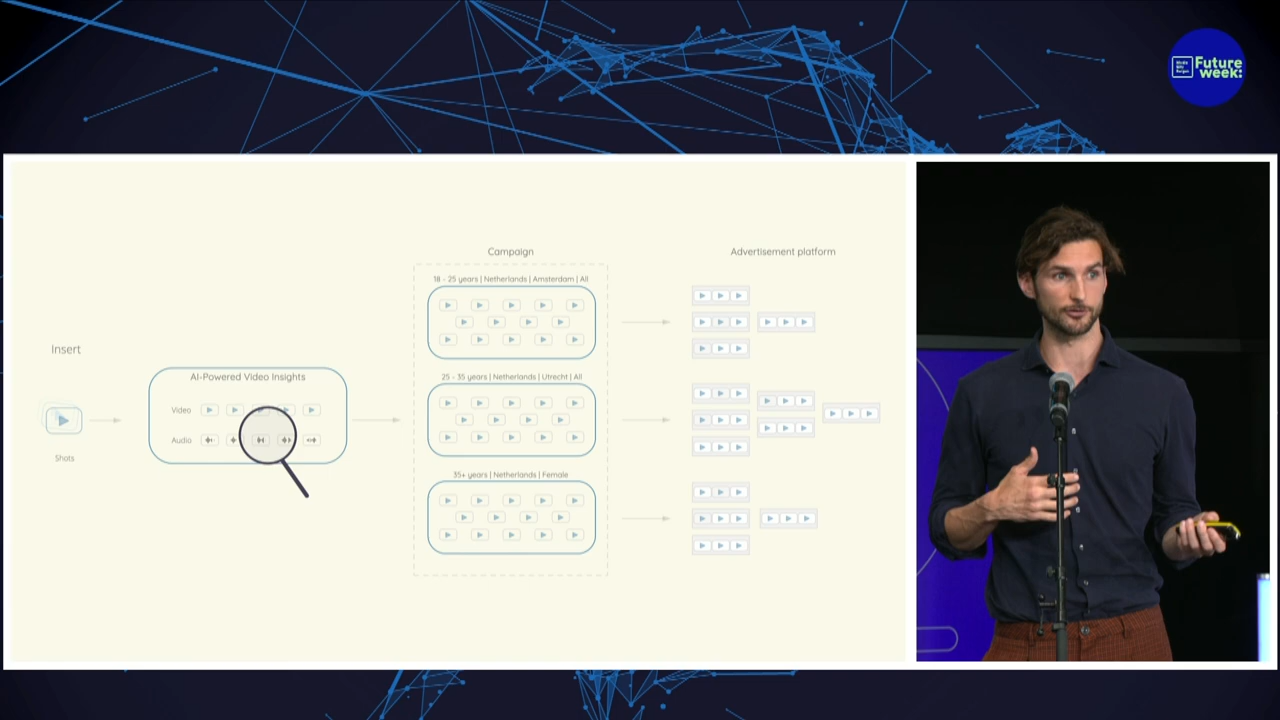 Future
week:
Campaign
Advertisement platform
18 - 25 years | Netherlands | Amsterdam | All
Insert
AI-Powered Video Insights
25 - 35 years | Netherlands | Utrecht | All
Video
Audio
Shots
35+ years | Netherlands | Female